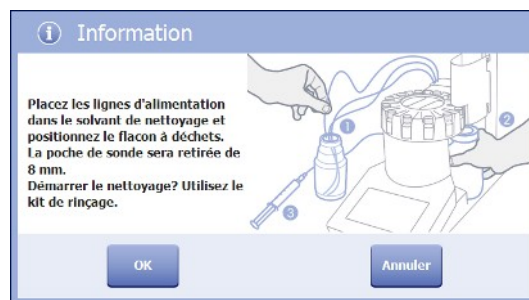 Information
Placez les lignes d'alimentation
dans le solvant de nettoyage et
positionnez le flacon à déchets.
La poche de sonde sera retirée de
8 mm.
Démarrer le nettoyage? Utilisez le
kit de rinçage.
1
2
3
OK
Annuler